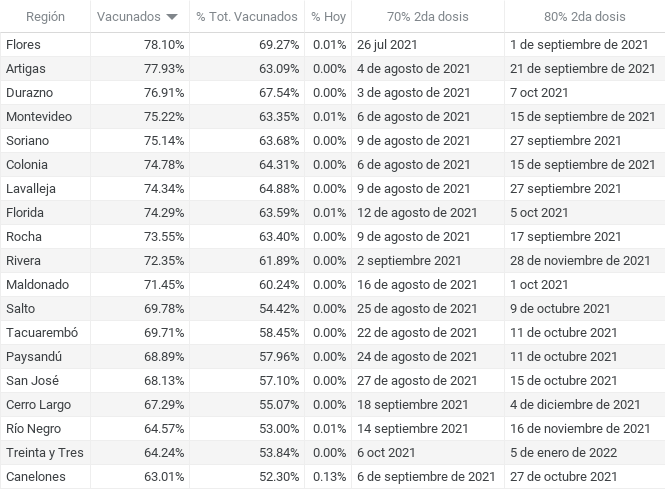 Región Vacunados % Tot. Vacunados % Hoy 70% 2da dosis 80% 2da dosis
Flores 78.10% 69.27% 0.01% 26 jul 2021 1 de septiembre de 2021
Artigas 77.93% 63.09% 0.00% 4 de agosto de 2021 21 de septiembre de 2021
Durazno 76.91% 67.54% 0.00% 3 de agosto de 2021 7 oct 2021
Montevideo 75.22% 63.35% 0.01% 6 de agosto de 2021 15 de septiembre de 2021
Soriano 75.14% 63.68% 0.00% 9 de agosto de 2021 27 septiembre 2021
Colonia 74.78% 64.31% 0.00% 6 de agosto de 2021 15 de septiembre de 2021
Lavalleja 74.34% 64.88% 0.00% 9 de agosto de 2021 27 septiembre 2021
Florida 74.29% 63.59% 0.01% 12 de agosto de 2021 5 oct 2021
Rocha 73.55% 63.40% 0.00% 9 de agosto de 2021 17 septiembre 2021
Rivera 72.35% 61.89% 0.00% 2 septiembre 2021 28 de noviembre de 2021
Maldonado 71.45% 60.24% 0.00% 16 de agosto de 2021 1 oct 2021
Salto 69.78% 54.42% 0.00% 25 de agosto de 2021 9 de octubre 2021
Tacuarembó 69.71% 58.45% 0.00% 22 de agosto de 2021 11 de octubre 2021
Paysandú 68.89% 57.96% 0.00% 24 de agosto de 2021 11 de octubre 2021
San José 68.13% 57.10% 0.00% 27 de agosto de 2021 15 de octubre 2021
Cerro Largo 67.29% 55.07% 0.00% 18 septiembre 2021 4 de diciembre de 2021
Río Negro 64.57% 53.00% 0.01% 14 septiembre 2021 16 de noviembre de 2021
Treinta y Tres 64.24% 53.84% 0.00% 6 oct 2021 5 de enero de 2022
Canelones 63.01% 52.30% 0.13% 6 de septiembre de 2021 27 de octubre 2021